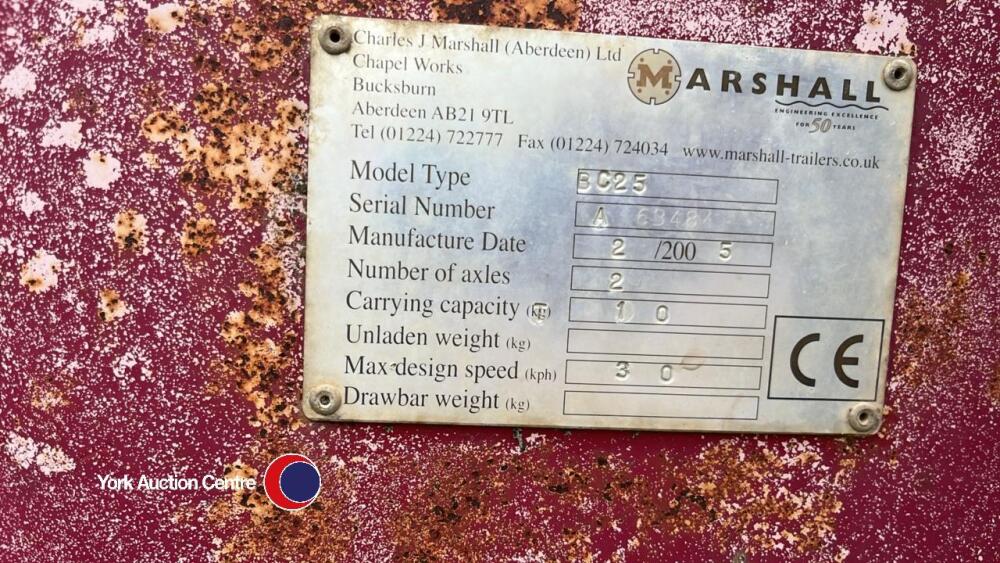 Charles J Marshall (Aberdeen) Ltd
Chapel Works
Bucksburn
Aberdeen AB21 9TL
Tel (01224) 722777 Fax (01224) 724034 www.marshall-trailers.co.uk
MARSHALL
ENGINEERING EXCELLENCE
FOR 50 YEARS
Model Type BC25
Serial Number A
Manufacture Date 2 /200 5
Number of axles 2
Carrying capacity 10
Unladen weight (kg)
Max design speed (kph) 30
Drawbar weight (kg)
CE
York Auction Centre